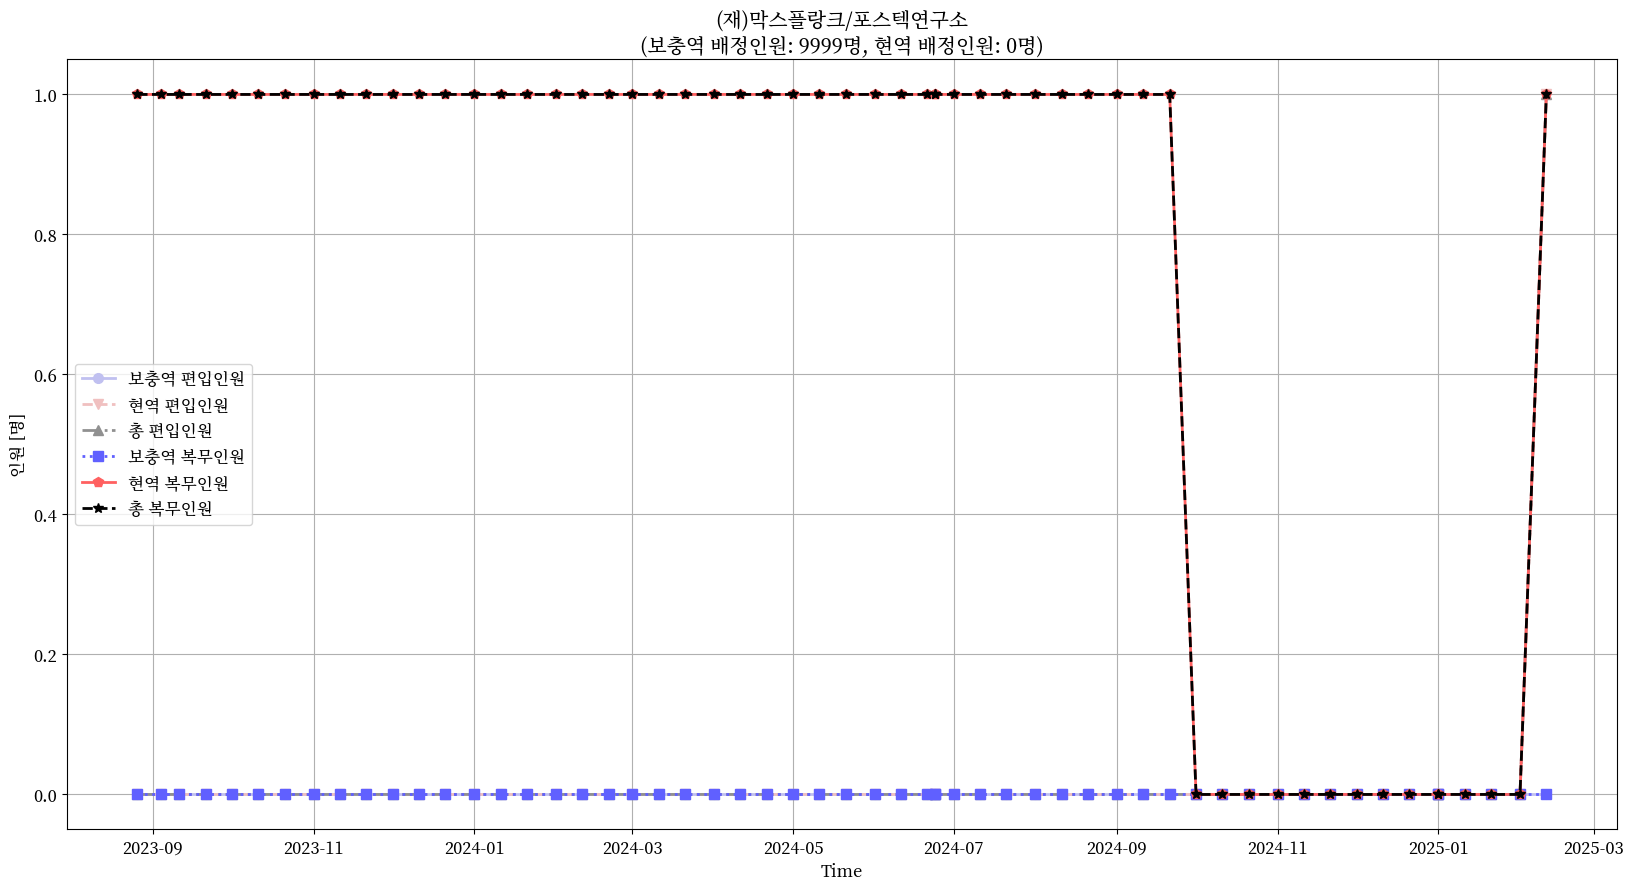 (재)막스플랑크/포스텍연구소
(보충역 배정인원: 9999명, 현역 배정인원: 0명)
1.0
0.8
0.6
0.4
0.2
0.0
인원 [명]
보충역 편입인원
현역 편입인원
총 편입인원
보충역 복무인원
현역 복무인원
총 복무인원
2023-09
2023-11
2024-01
2024-03
2024-05
2024-07
2024-09
2024-11
2025-01
2025-03
Time